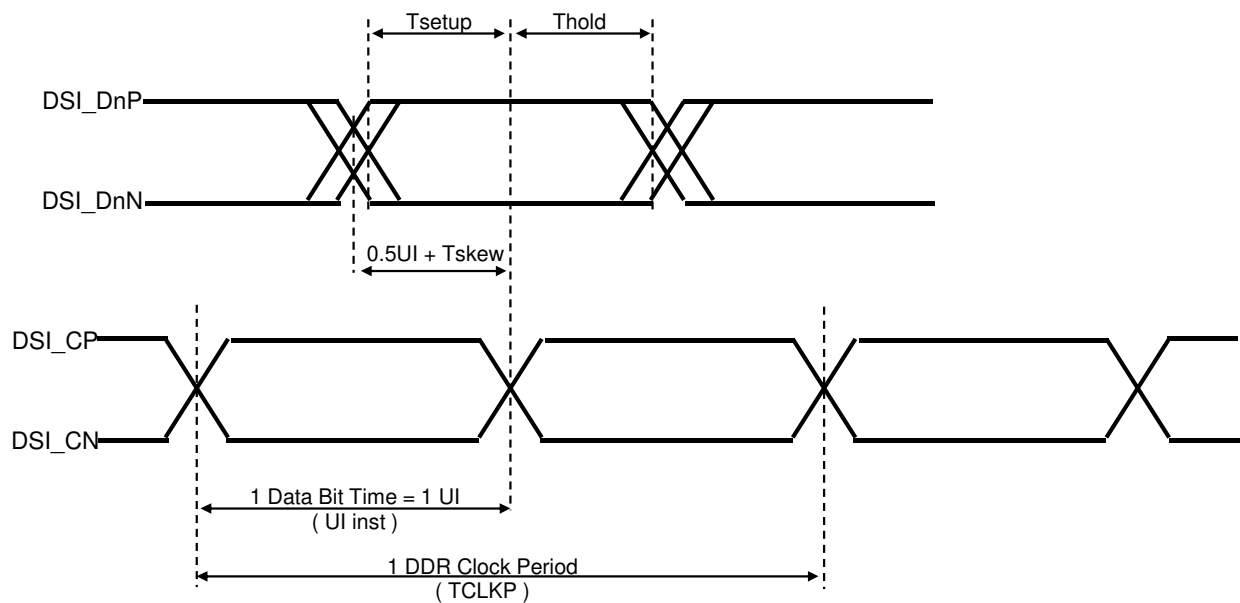 Tsetup
Thold
DSI_DnP
DSI_DnN
0.5UI + Tskew
DSI_CP
DSI_CN
1 Data Bit Time = 1 UI
( UI inst )
1 DDR Clock Period
( TCLKP )